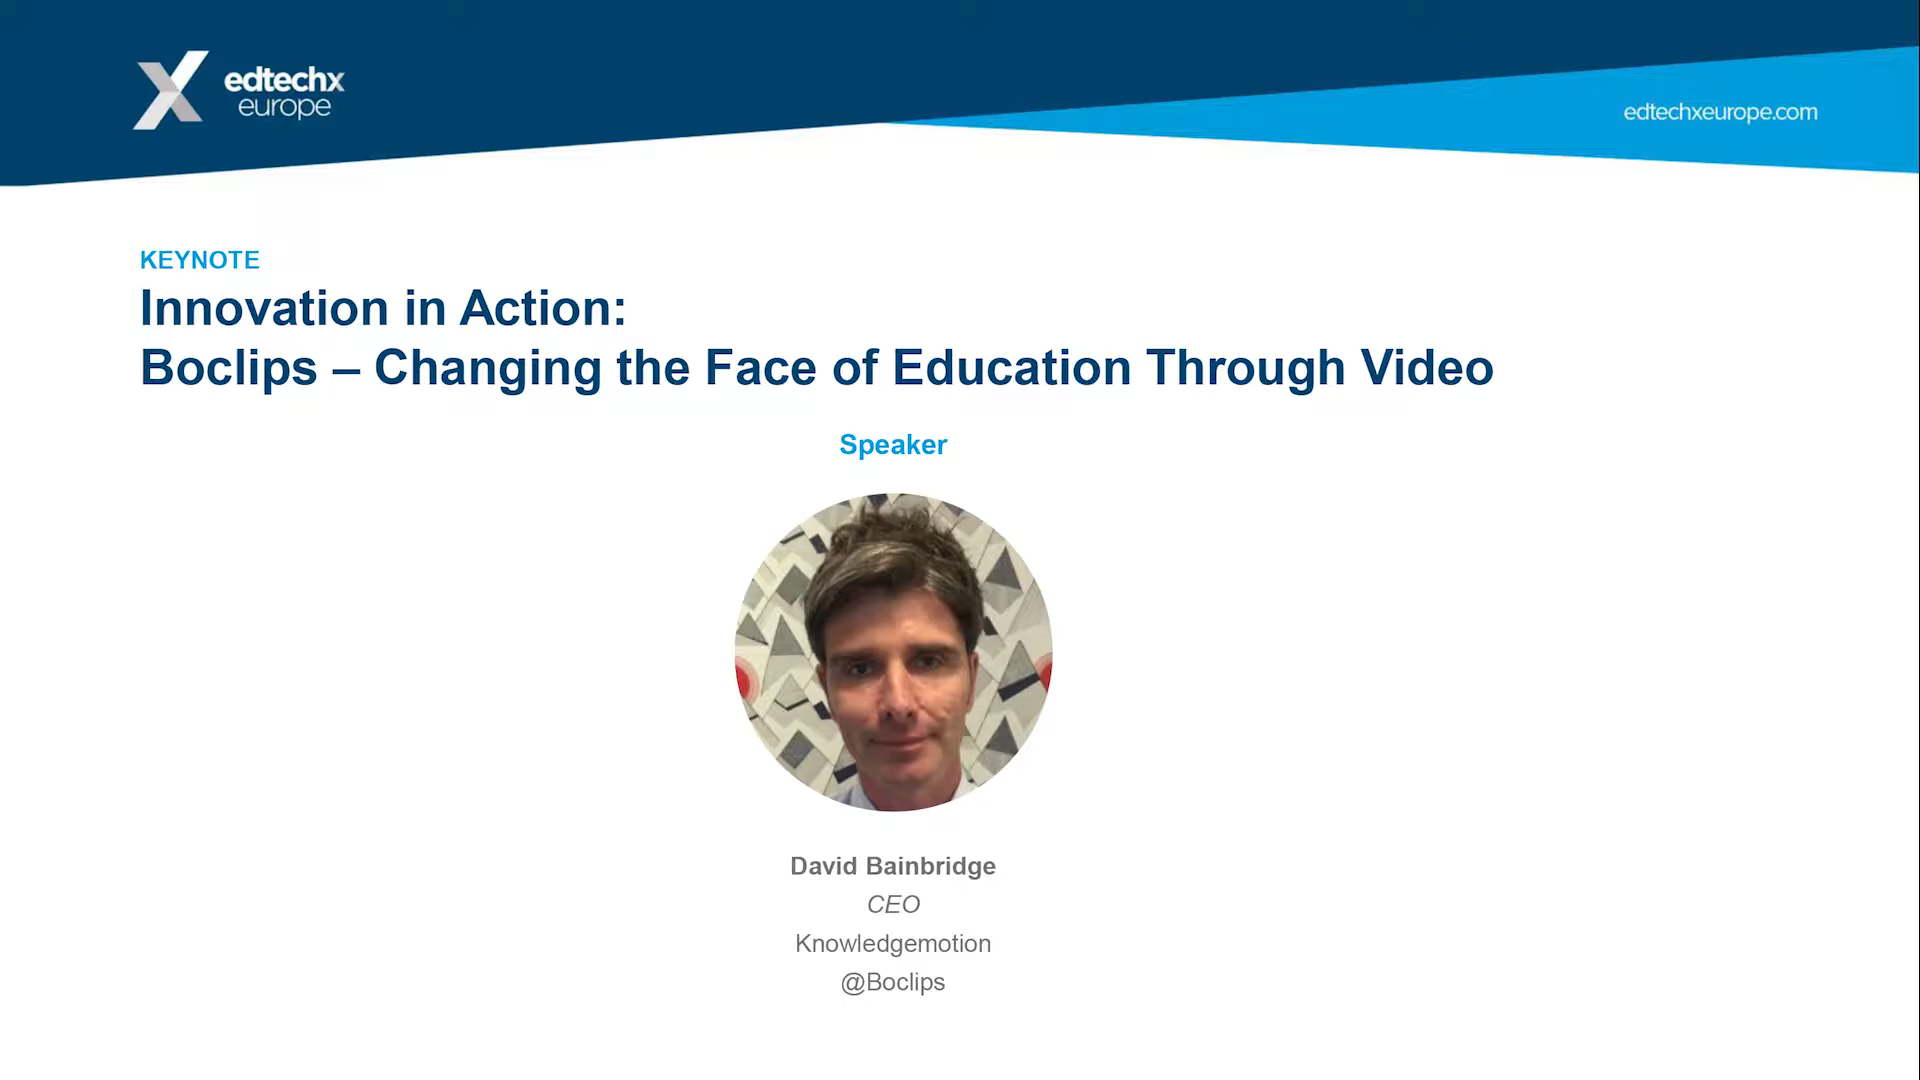 edtechx
europe
edtechxeurope.com
KEYNOTE
Innovation in Action:
Boclips – Changing the Face of Education Through Video
Speaker
David Bainbridge
CEO
Knowledgemotion
@Boclips